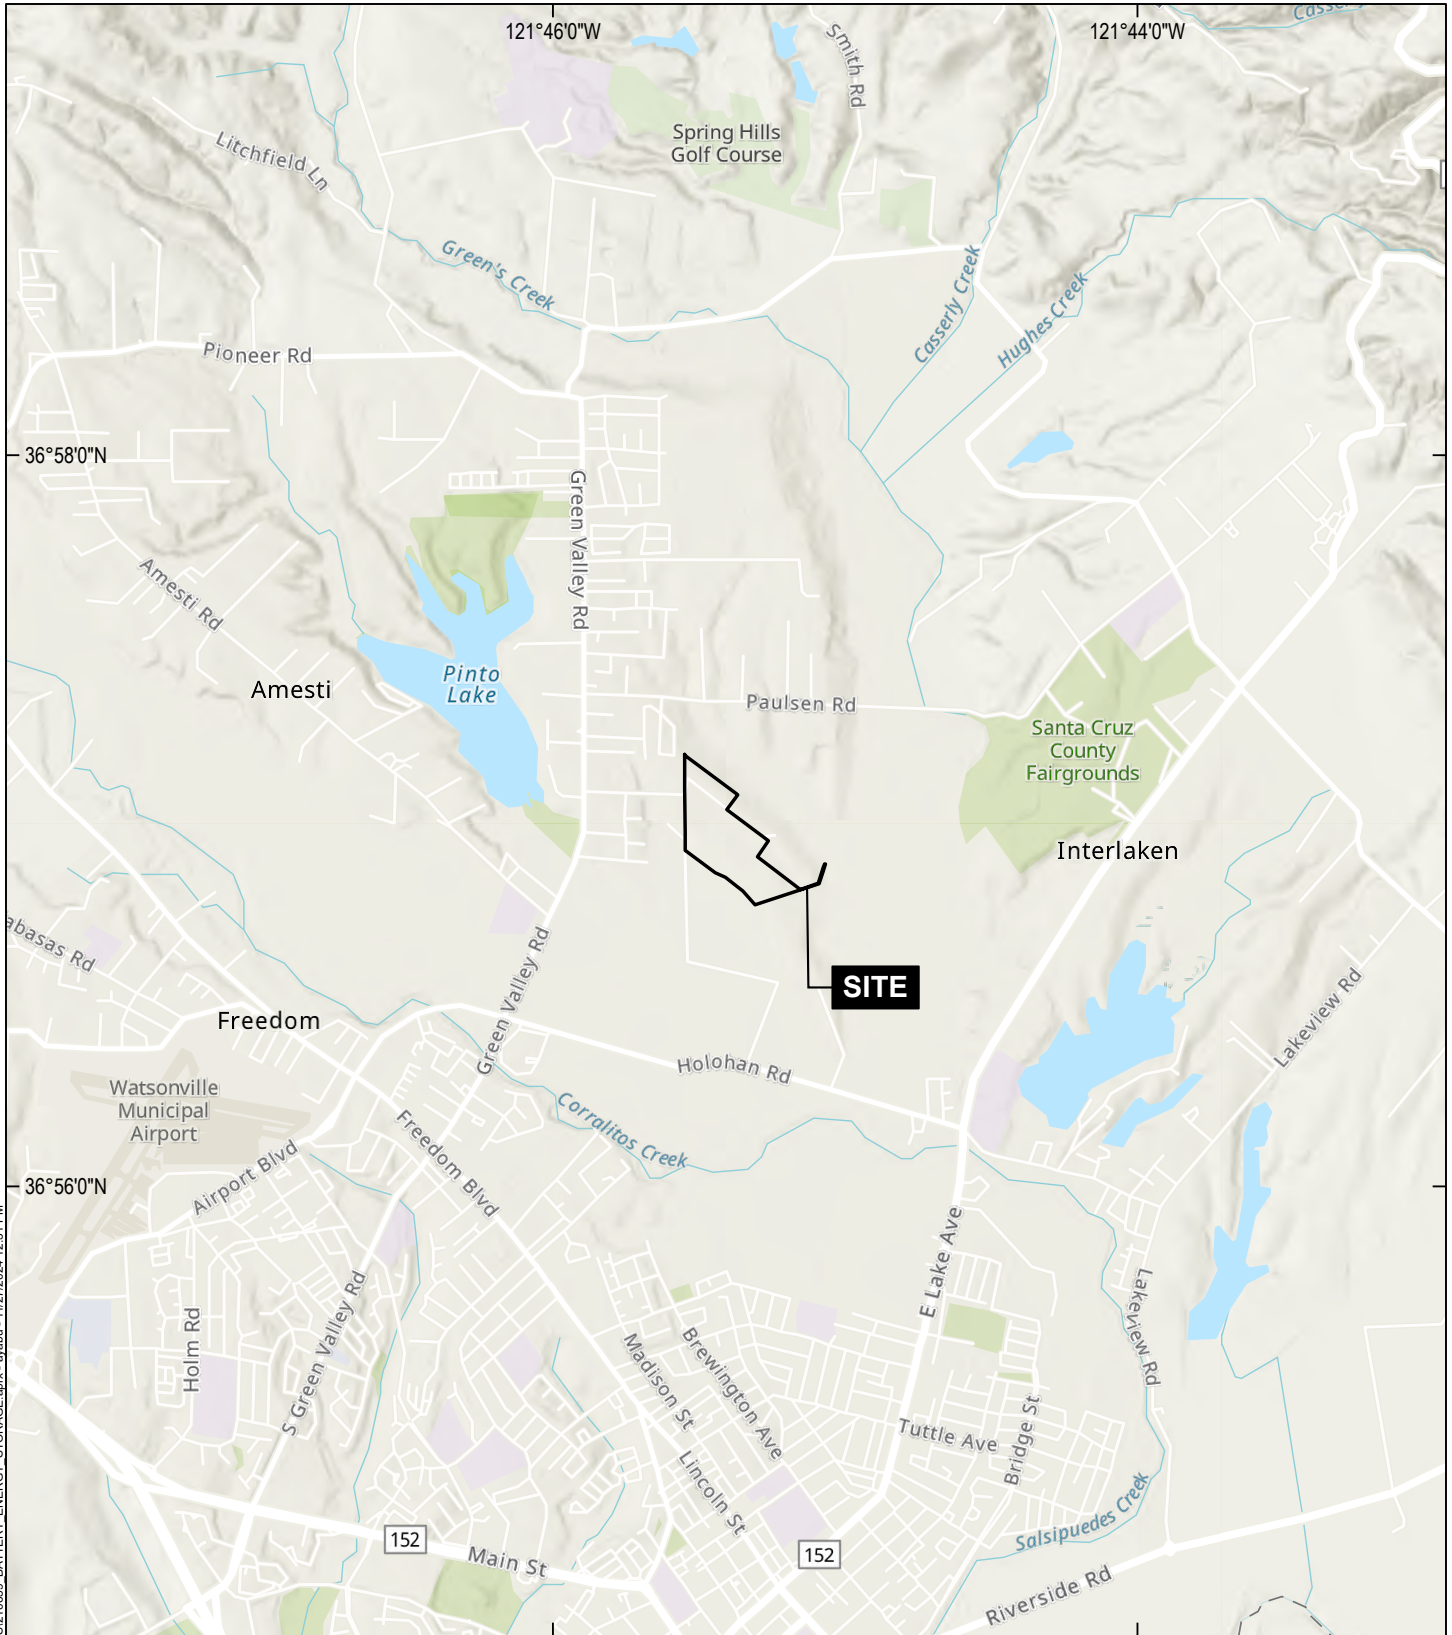 121°46'0"W
121°44'0"W
Casserly
Smith Rd
Spring Hills
Golf Course
Litchfield Ln
Green's Creek
Casserly Creek
Hughes Creek
Pioneer Rd
36°58'0"N
Green Valley Rd
Amesti Rd
Pinto
Lake
Amesti
Paulsen Rd
Santa Cruz
County
Fairgrounds
Interlaken
abasas Rd
Green Valley Rd
SITE
Lakeview Rd
Freedom
Holohan Rd
Watsonville
Municipal
Airport
Corralitos Creek
Freedom Blvd
Airport Blvd
36°56'0"N
E Lake Ave
Lakeview Rd
Holm Rd
S Green Valley Rd
Madison St
Brewington Ave
Tuttle Ave
Bridge St
Lincoln St
Salsipuedes Creek
152
Main St
152
Riverside Rd